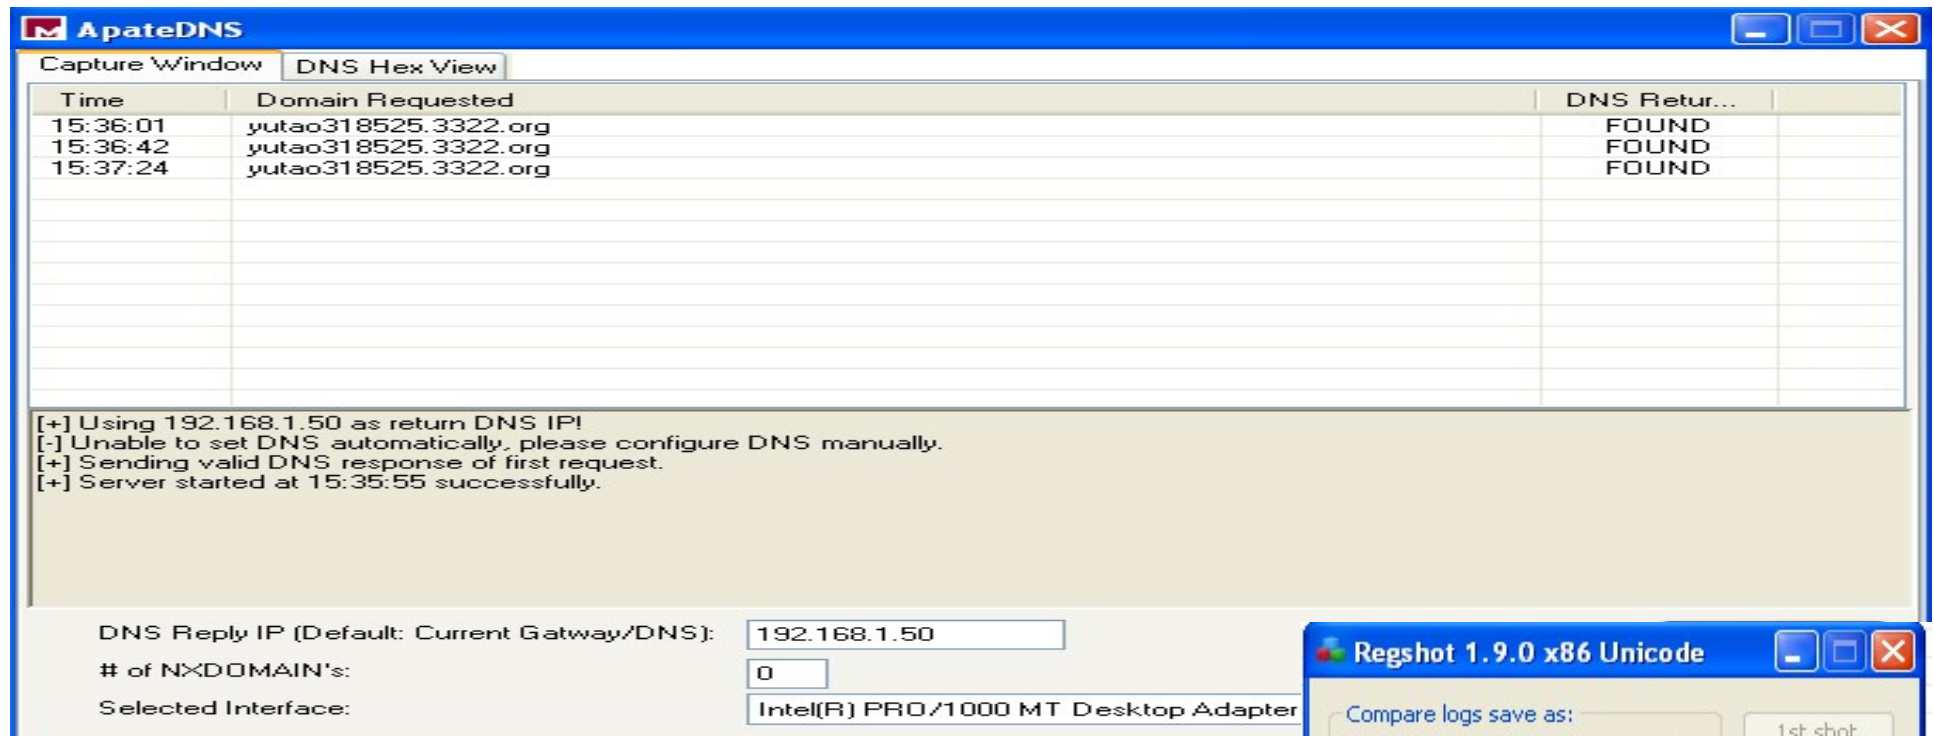 ApateDNS
Capture Window DNS Hex View
Time Domain Requested DNS Retur...
15:36:01 yutao318525.3322.org FOUND
15:36:42 yutao318525.3322.org FOUND
15:37:24 yutao318525.3322.org FOUND
[+] Using 192.168.1.50 as return DNS IP!
[-] Unable to set DNS automatically, please configure DNS manually.
[+] Sending valid DNS response of first request.
[+] Server started at 15:35:55 successfully.
DNS Reply IP (Default: Current Gatway/DNS): 192.168.1.50
# of NXDOMAIN's: 0
Selected Interface: Intel(R) PRO/1000 MT Desktop Adapter
Regshot 1.9.0 x86 Unicode
Compare logs save as:
1st shot